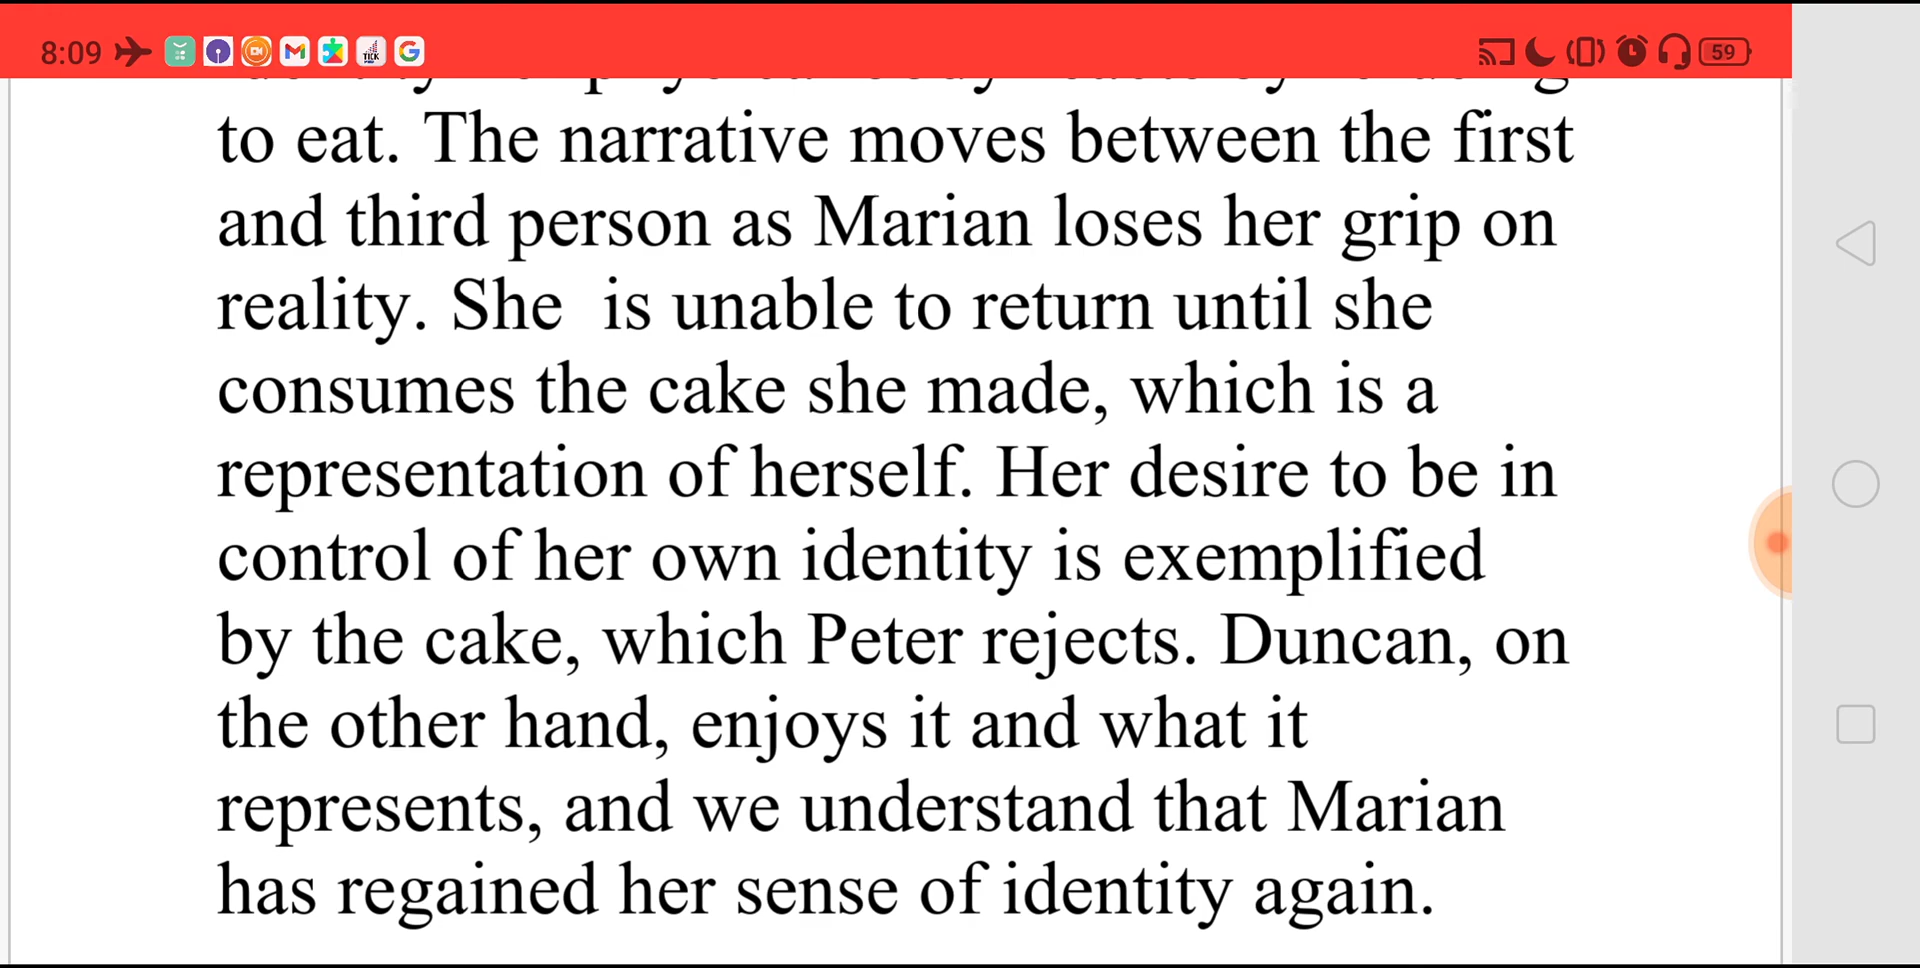 8:09
TICK
59
to eat. The narrative moves between the first
and third person as Marian loses her grip on
reality. She  is unable to return until she
consumes the cake she made, which is a
representation of herself. Her desire to be in
control of her own identity is exemplified
by the cake, which Peter rejects. Duncan, on
the other hand, enjoys it and what it
represents, and we understand that Marian
has regained her sense of identity again.